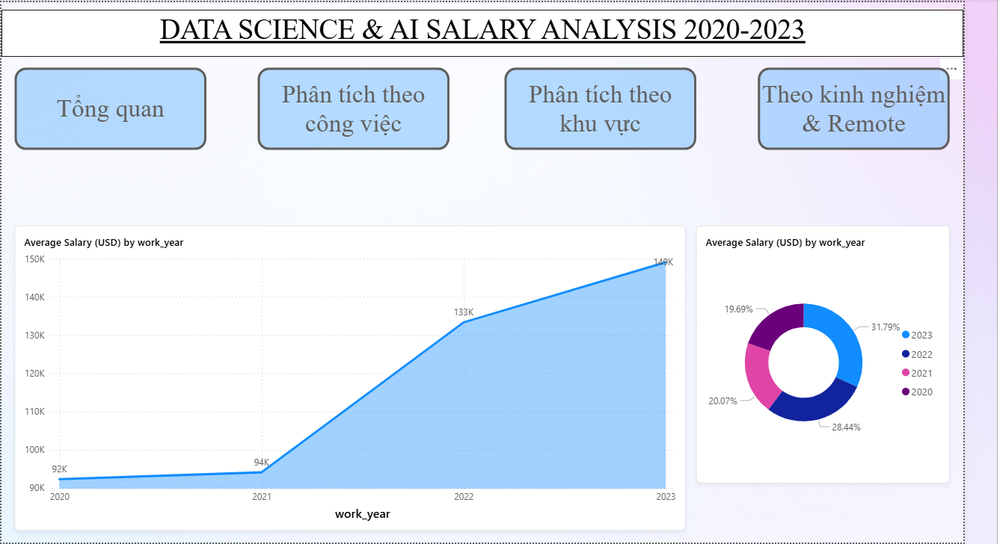 DATA SCIENCE & AI SALARY ANALYSIS 2020-2023
Tổng quan
Phân tích theo
công việc
Phân tích theo
khu vực
Theo kinh nghiệm
& Remote
Average Salary (USD) by work_year
150K
140K
130K
120K
110K
100K
90K
92K
94K
133K
149K
2020
2021
2022
2023
work_year
Average Salary (USD) by work_year
19.69%
31.79%
20.07%
28.44%
2023
2022
2021
2020